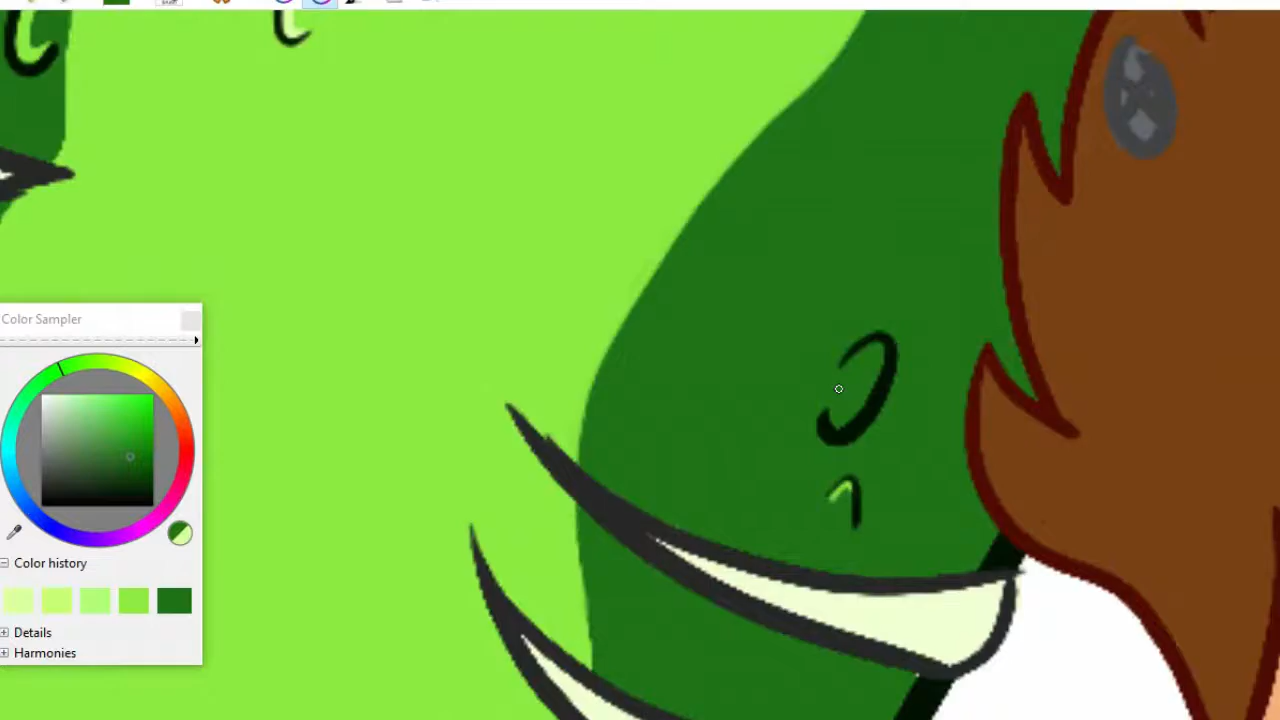 Color Sampler
Color history
Details
Harmonies